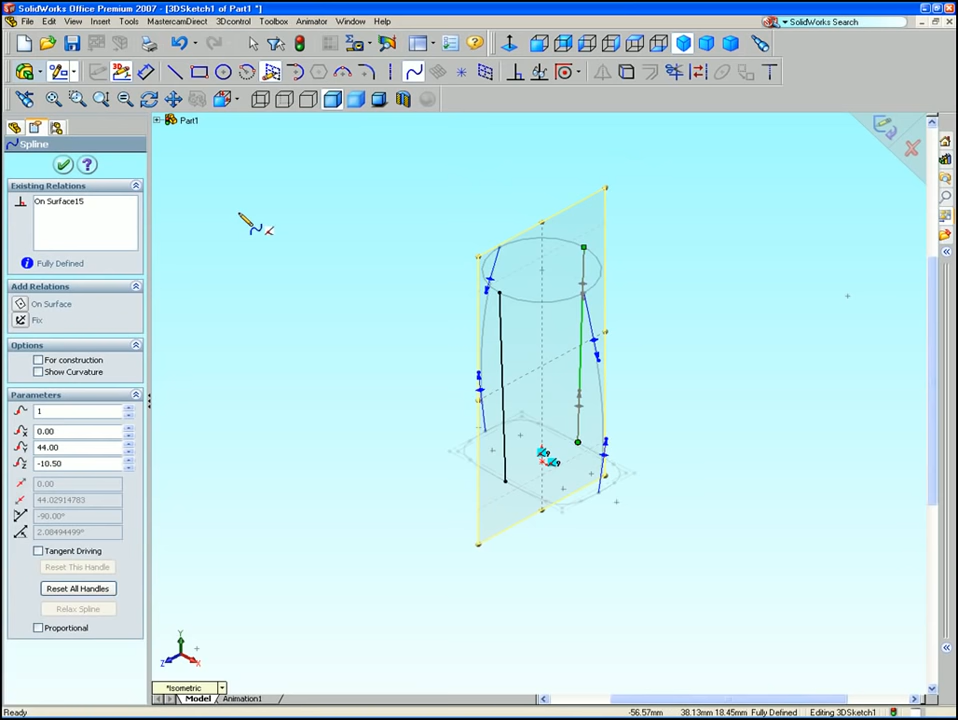 SolidWorks Office Premium 2007 - [3DSketch1 of Part1 *]
File Edit View Insert Tools MastercamDirect 3Dcontrol Toolbox Animator Window Help
SolidWorks Search
Part1
Spline
Existing Relations
On Surface15
Fully Defined
Add Relations
On Surface
Fix
Options
For construction
Show Curvature
Parameters
1
0.00
44.00
-10.50
0.00
44.02914783
-90.00°
2.08494499°
Tangent Driving
Reset This Handle
Reset All Handles
Relax Spline
Proportional
Y
Z
X
*Isometric
Model Animation1
Ready
-56.57mm 38.13mm 18.45mm Fully Defined Editing 3DSketch1